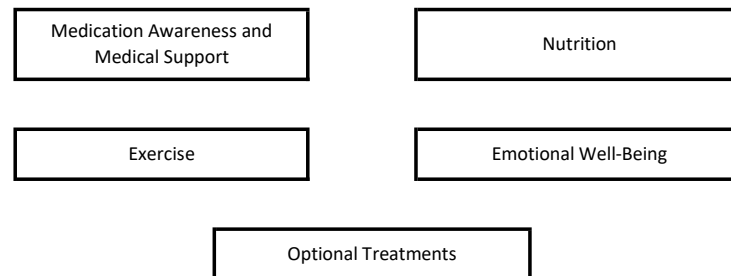 Medication Awareness and
Medical Support
Nutrition
Exercise
Emotional Well-Being
Optional Treatments